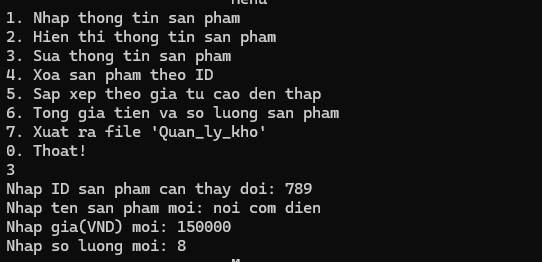 Menu
1. Nhap thong tin san pham
2. Hien thi thong tin san pham
3. Sua thong tin san pham
4. Xoa san pham theo ID
5. Sap xep theo gia tu cao den thap
6. Tong gia tien va so luong san pham
7. Xuat ra file 'Quan_ly_kho'
0. Thoat!
3
Nhap ID san pham can thay doi: 789
Nhap ten san pham moi: noi com dien
Nhap gia(VND) moi: 150000
Nhap so luong moi: 8